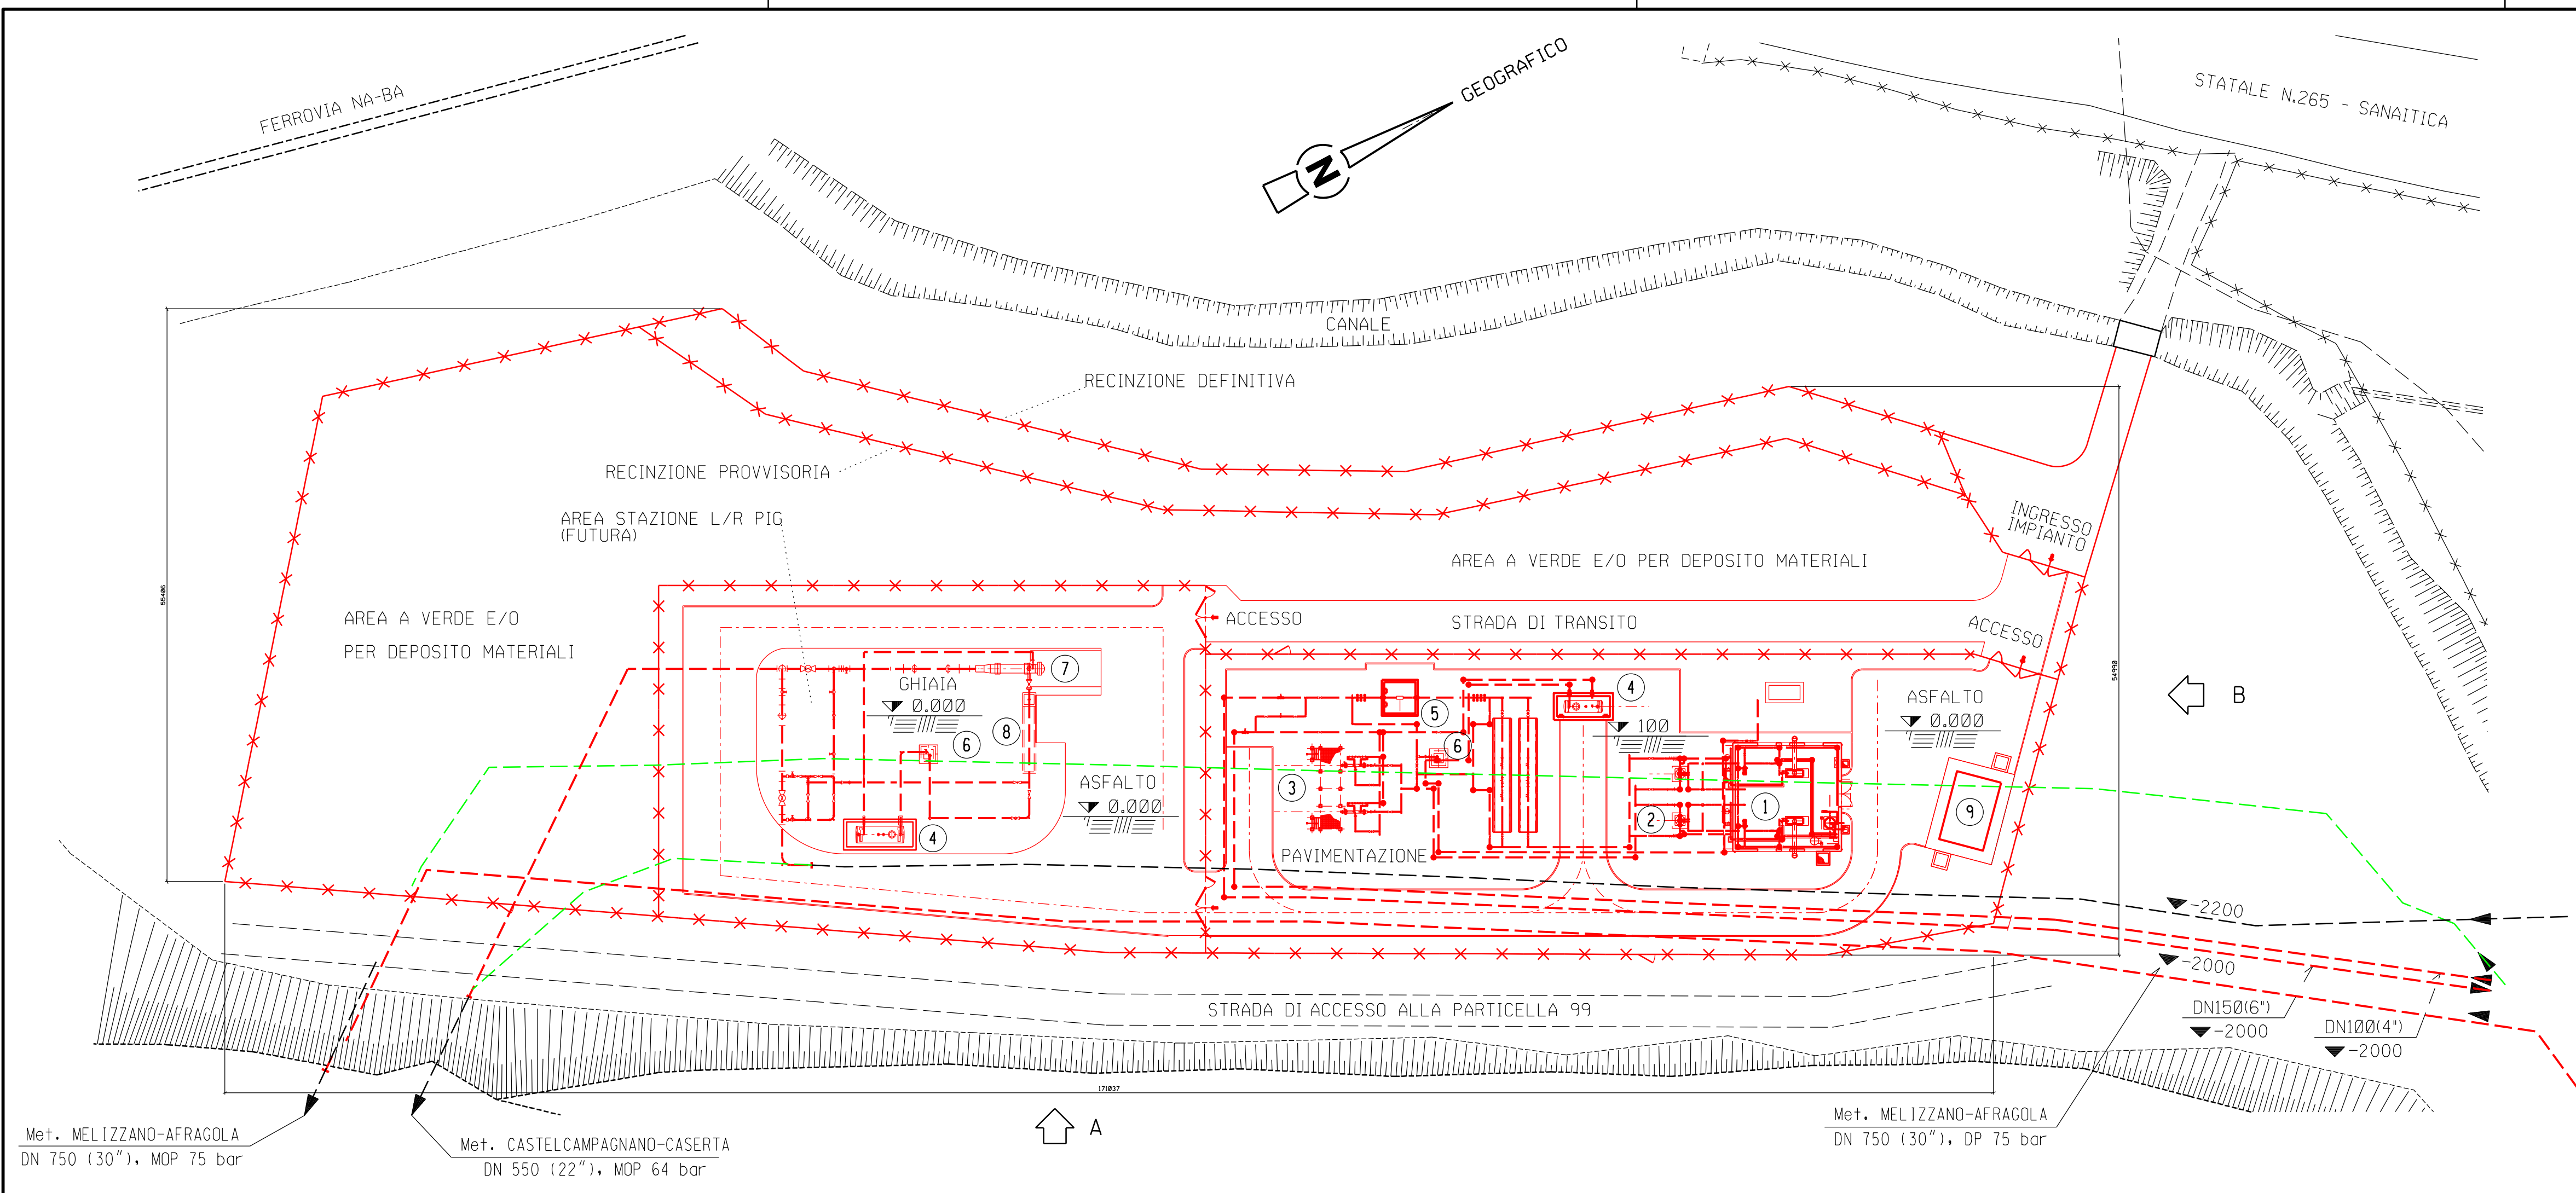 FERROVIA NA-BA
GEOGRAFICO
N
STATALE N.265 - SANAITICA
CANALE
RECINZIONE DEFINITIVA
RECINZIONE PROVVISORIA
AREA STAZIONE L/R PIG
(FUTURA)
INGRESSO
IMPIANTO
AREA A VERDE E/O PER DEPOSITO MATERIALI
55406
AREA A VERDE E/O
PER DEPOSITO MATERIALI
ACCESSO
STRADA DI TRANSITO
ACCESSO
54990
7
GHIAIA
0.000
8
6
4
ASFALTO
0.000
5
6
3
4
100
2
1
PAVIMENTAZIONE
ASFALTO
0.000
9
B
-2200
-2000
STRADA DI ACCESSO ALLA PARTICELLA 99
DN150(6")
-2000
DN100(4")
-2000
171037
A
Met. MELIZZANO-AFRAGOLA
DN 750 (30"), MOP 75 bar
Met. CASTELCAMPAGNANO-CASERTA
DN 550 (22"), MOP 64 bar
Met. MELIZZANO-AFRAGOLA
DN 750 (30"), DP 75 bar